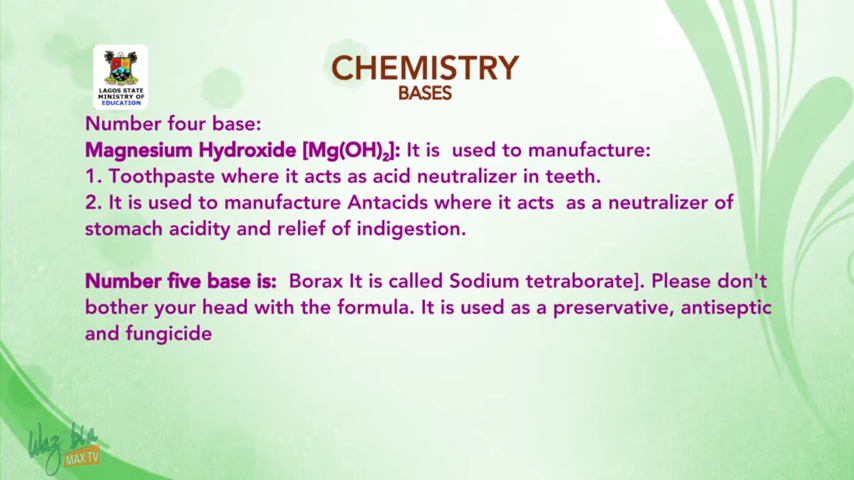 CHEMISTRY
BASES
LAGOS STATE
MINISTRY OF
EDUCATION
Number four base:
Magnesium Hydroxide [Mg(OH)₂]: It is  used to manufacture:
1. Toothpaste where it acts as acid neutralizer in teeth.
2. It is used to manufacture Antacids where it acts  as a neutralizer of
stomach acidity and relief of indigestion.
Number five base is:  Borax It is called Sodium tetraborate]. Please don't
bother your head with the formula. It is used as a preservative, antiseptic
and fungicide
Wazobia
MAX TV